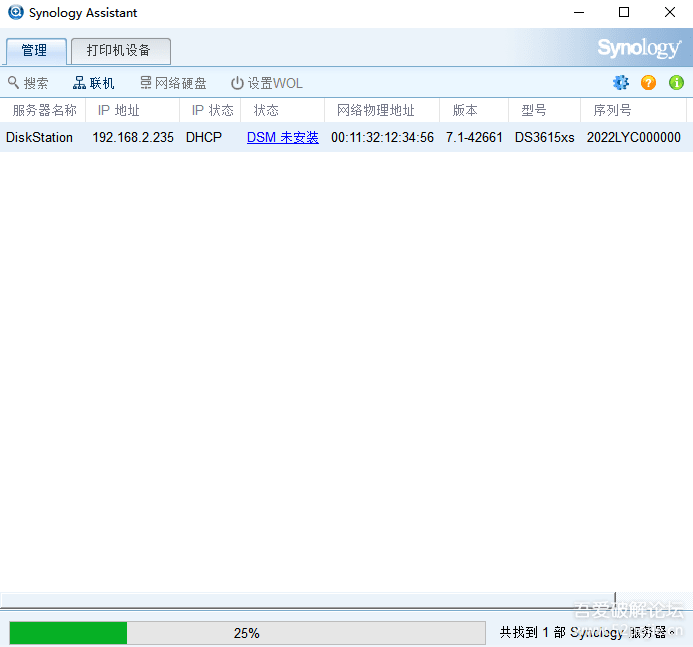 Synology Assistant
管理 打印机设备 Synology
搜索 联机 网络硬盘 设置WOL
服务器名称 IP 地址 IP 状态 状态 网络物理地址 版本 型号 序列号
DiskStation 192.168.2.235 DHCP DSM 未安装 00:11:32:12:34:56 7.1-42661 DS3615xs 2022LYC000000
吾爱破解论坛
25% 共找到 1 部 Synology 服务器。